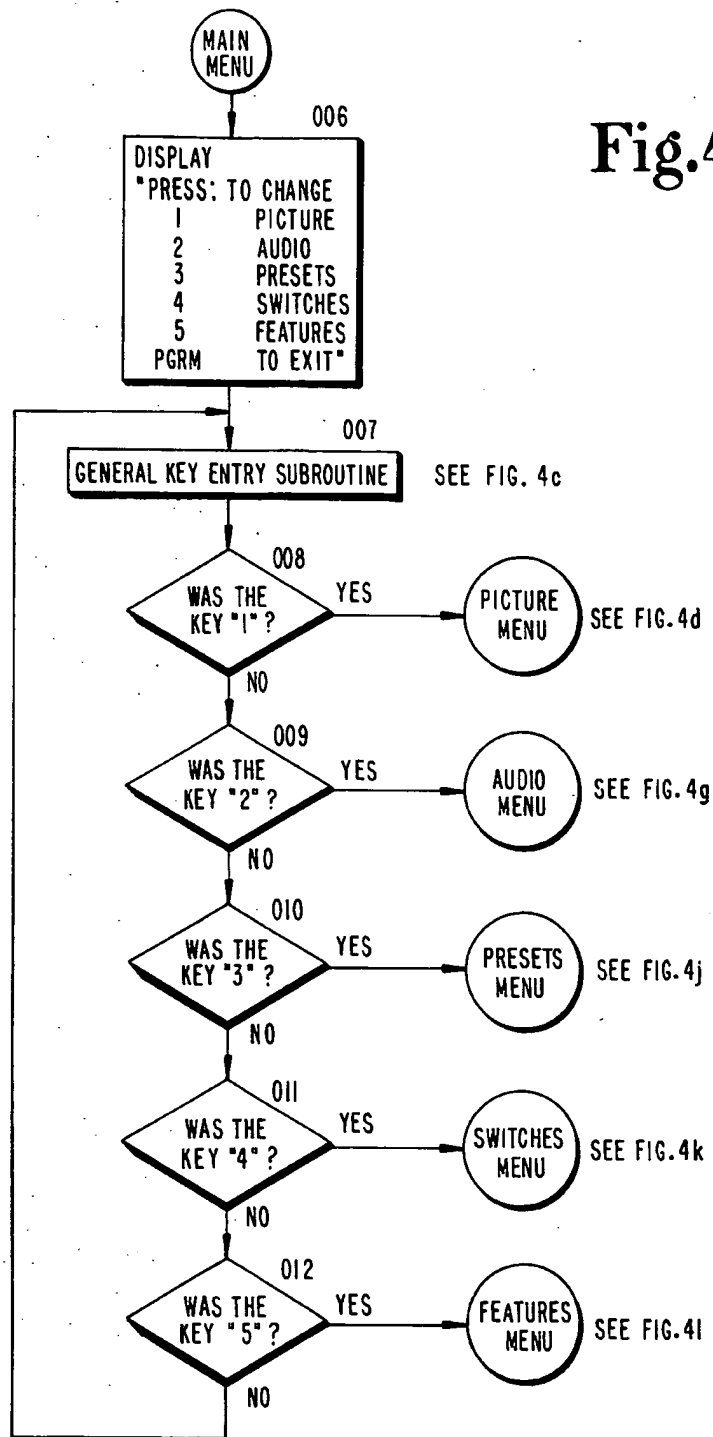 MAIN
MENU
006
Fig.4
DISPLAY
"PRESS: TO CHANGE
1 PICTURE
2 AUDIO
3 PRESETS
4 SWITCHES
5 FEATURES
PGRM TO EXIT"
007
GENERAL KEY ENTRY SUBROUTINE SEE FIG. 4c
008
WAS THE
KEY "1" ?
YES
PICTURE
MENU
SEE FIG.4d
NO
009
WAS THE
KEY "2" ?
YES
AUDIO
MENU
SEE FIG.4g
NO
010
WAS THE
KEY "3" ?
YES
PRESETS
MENU
SEE FIG.4j
NO
011
WAS THE
KEY "4" ?
YES
SWITCHES
MENU
SEE FIG.4k
NO
012
WAS THE
KEY "5" ?
YES
FEATURES
MENU
SEE FIG.4l
NO